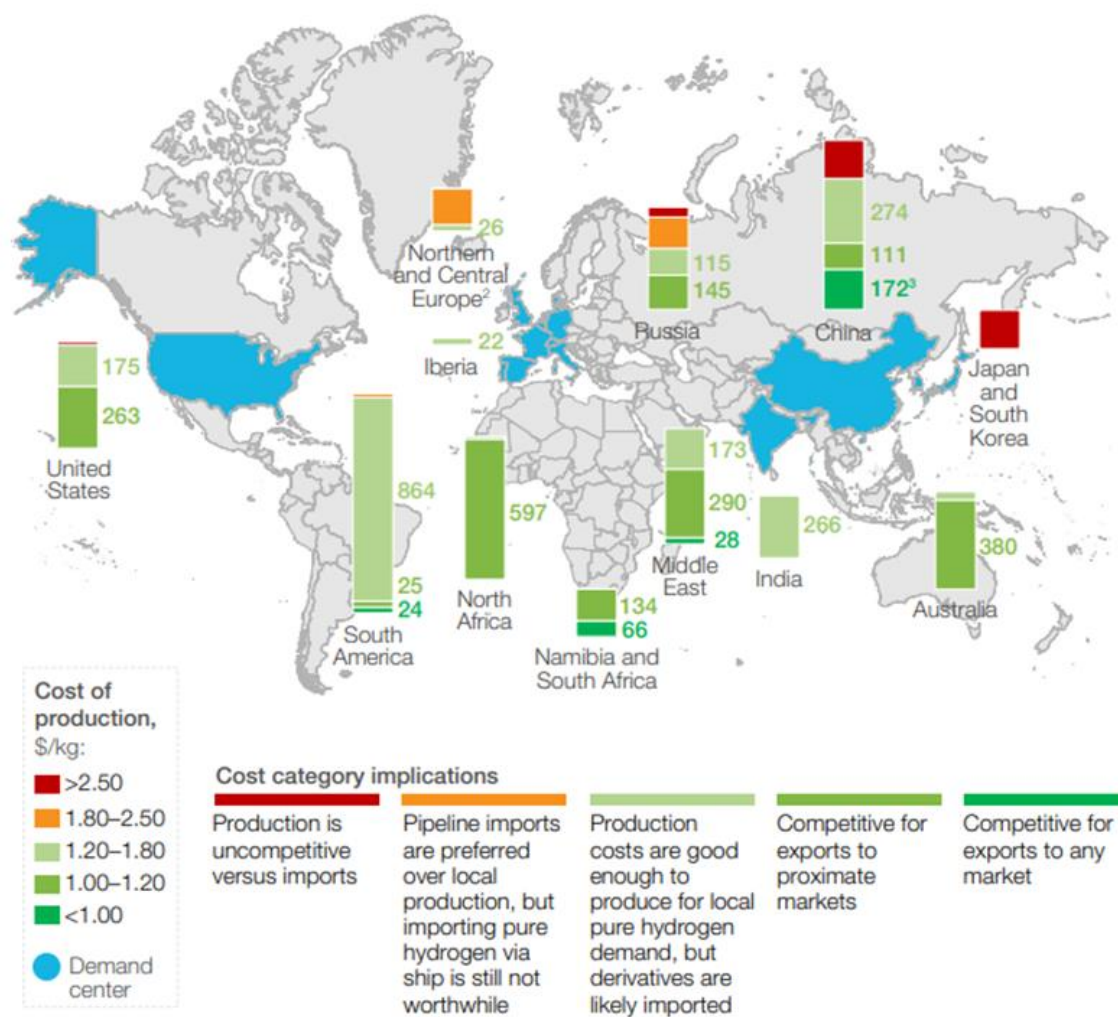 26
Northern
and Central
Europe²
115
145
Russia
274
111
172³
China
Japan
and
South
Korea
22
Iberia
175
263
United
States
864
25
24
South
America
597
North
Africa
134
66
Namibia and
South Africa
173
290
28
Middle
East
266
India
380
Australia
Cost of
production,
$/kg:
>2.50
1.80–2.50
1.20–1.80
1.00–1.20
<1.00
Demand
center
Cost category implications
Production is
uncompetitive
versus imports
Pipeline imports
are preferred
over local
production, but
importing pure
hydrogen via
ship is still not
worthwhile
Production
costs are good
enough to
produce for local
pure hydrogen
demand, but
derivatives are
likely imported
Competitive for
exports to
proximate
markets
Competitive for
exports to any
market